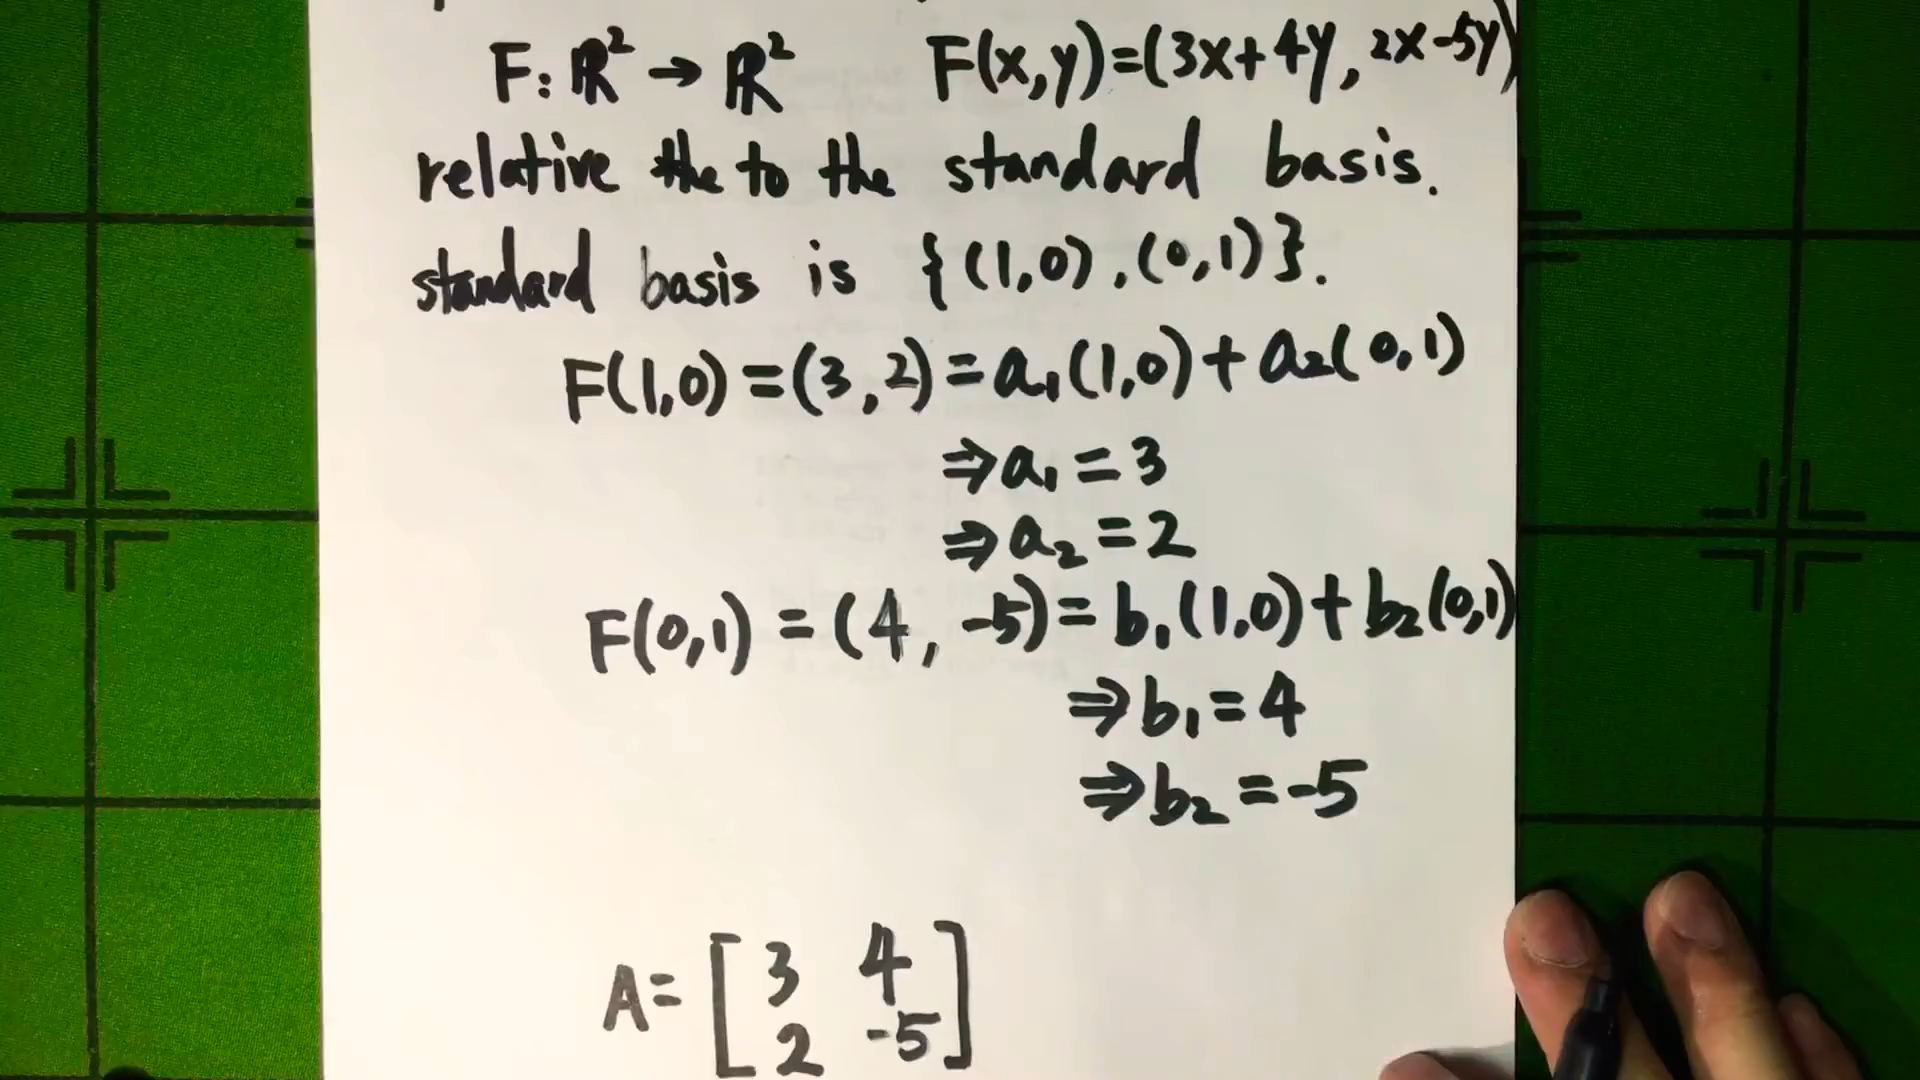 F: ℝ² → ℝ² F(x,y)=(3x+4y, 2x-5y)
relative the to the standard basis.
standard basis is {(1,0),(0,1)}.
F(1,0)=(3,2)=a₁(1,0)+a₂(0,1)
⇒a₁=3
⇒a₂=2
F(0,1)=(4,-5)=b₁(1,0)+b₂(0,1)
⇒b₁=4
⇒b₂=-5
A=[3 4
2 -5]